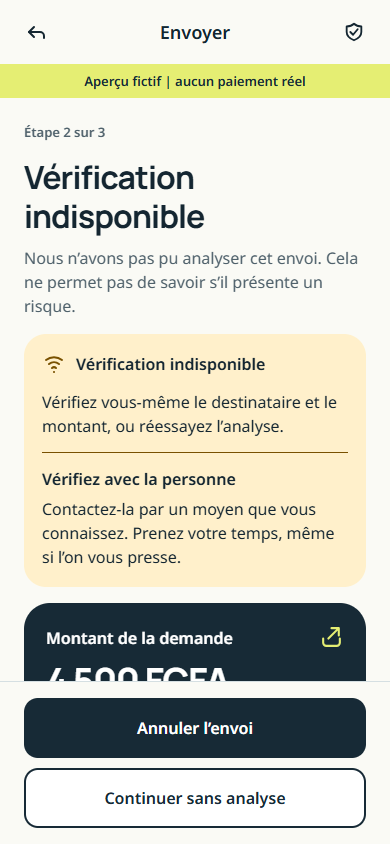 Envoyer
Aperçu fictif | aucun paiement réel
Étape 2 sur 3
Vérification
indisponible
Nous n’avons pas pu analyser cet envoi. Cela
ne permet pas de savoir s’il présente un
risque.
Vérification indisponible
Vérifiez vous-même le destinataire et le
montant, ou réessayez l’analyse.
Vérifiez avec la personne
Contactez-la par un moyen que vous
connaissez. Prenez votre temps, même
si l’on vous presse.
Montant de la demande
4 500 FCFA
Annuler l’envoi
Continuer sans analyse